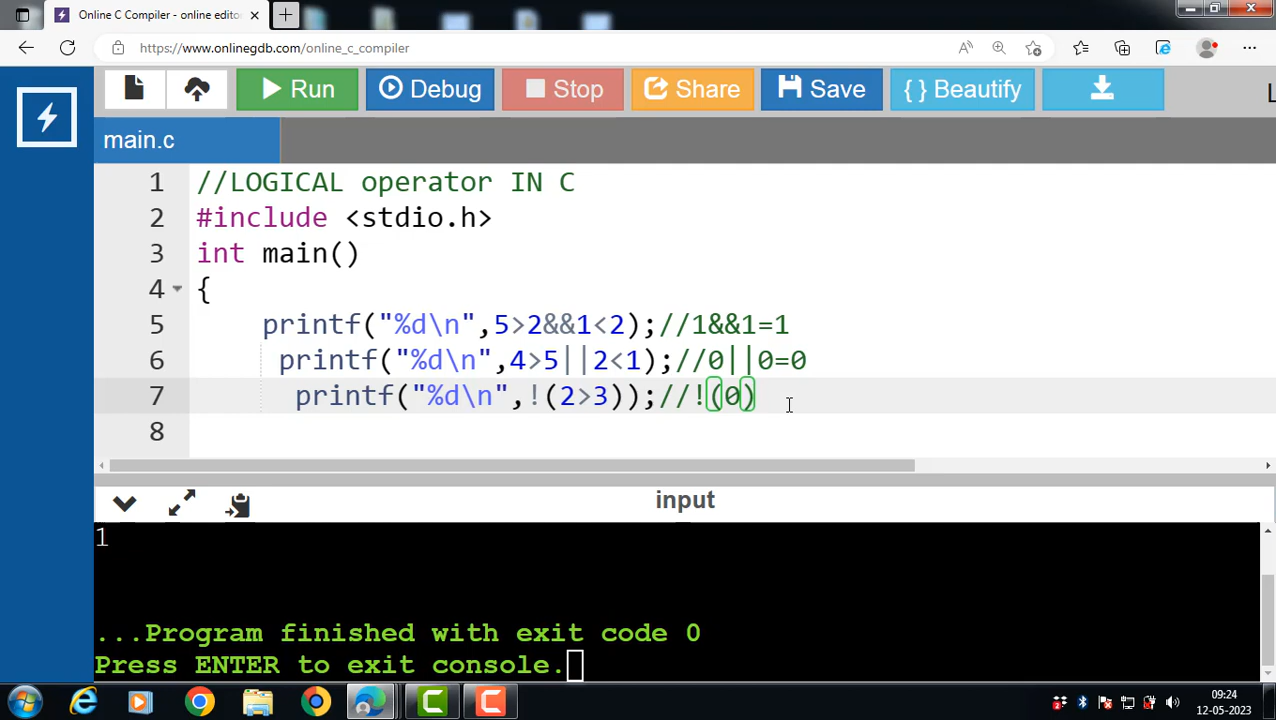 Online C Compiler - online edito
https://www.onlinegdb.com/online_c_compiler
Run Debug Stop Share Save { } Beautify
main.c
1 //LOGICAL operator IN C
2 #include <stdio.h>
3 int main()
4 {
5 printf("%d\n",5>2&&1<2);//1&&1=1
6 printf("%d\n",4>5||2<1);//0||0=0
7 printf("%d\n",!(2>3));//!(0)
8
input
1
...Program finished with exit code 0
Press ENTER to exit console.
09:24
12-05-2023